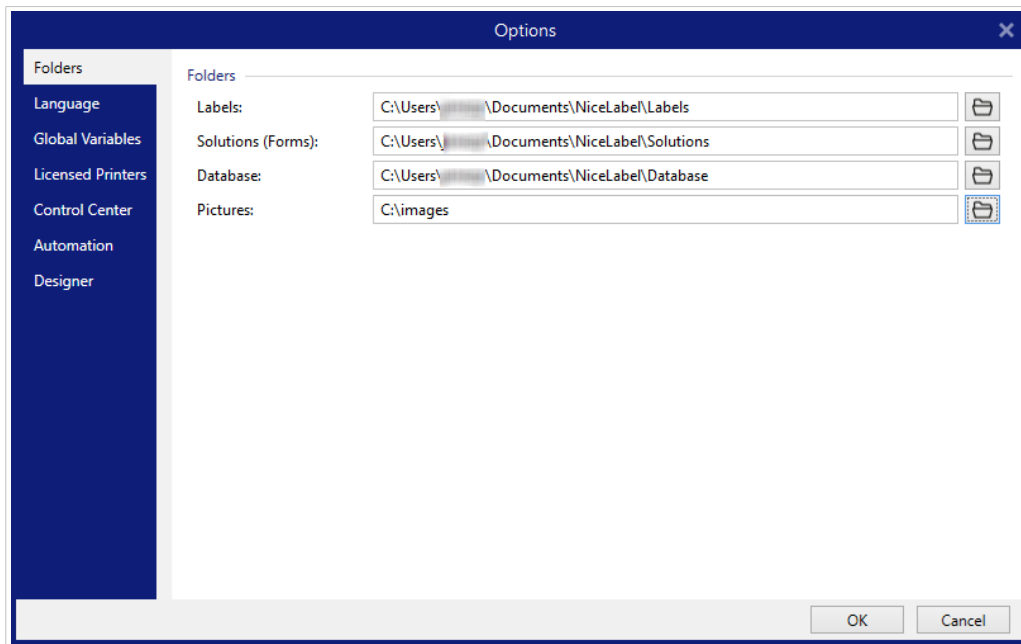 Options
Folders
Language
Global Variables
Licensed Printers
Control Center
Automation
Designer
Folders
Labels: C:\Users\ \Documents\NiceLabel\Labels
Solutions (Forms): C:\Users\ \Documents\NiceLabel\Solutions
Database: C:\Users\ \Documents\NiceLabel\Database
Pictures: C:\images
OK Cancel